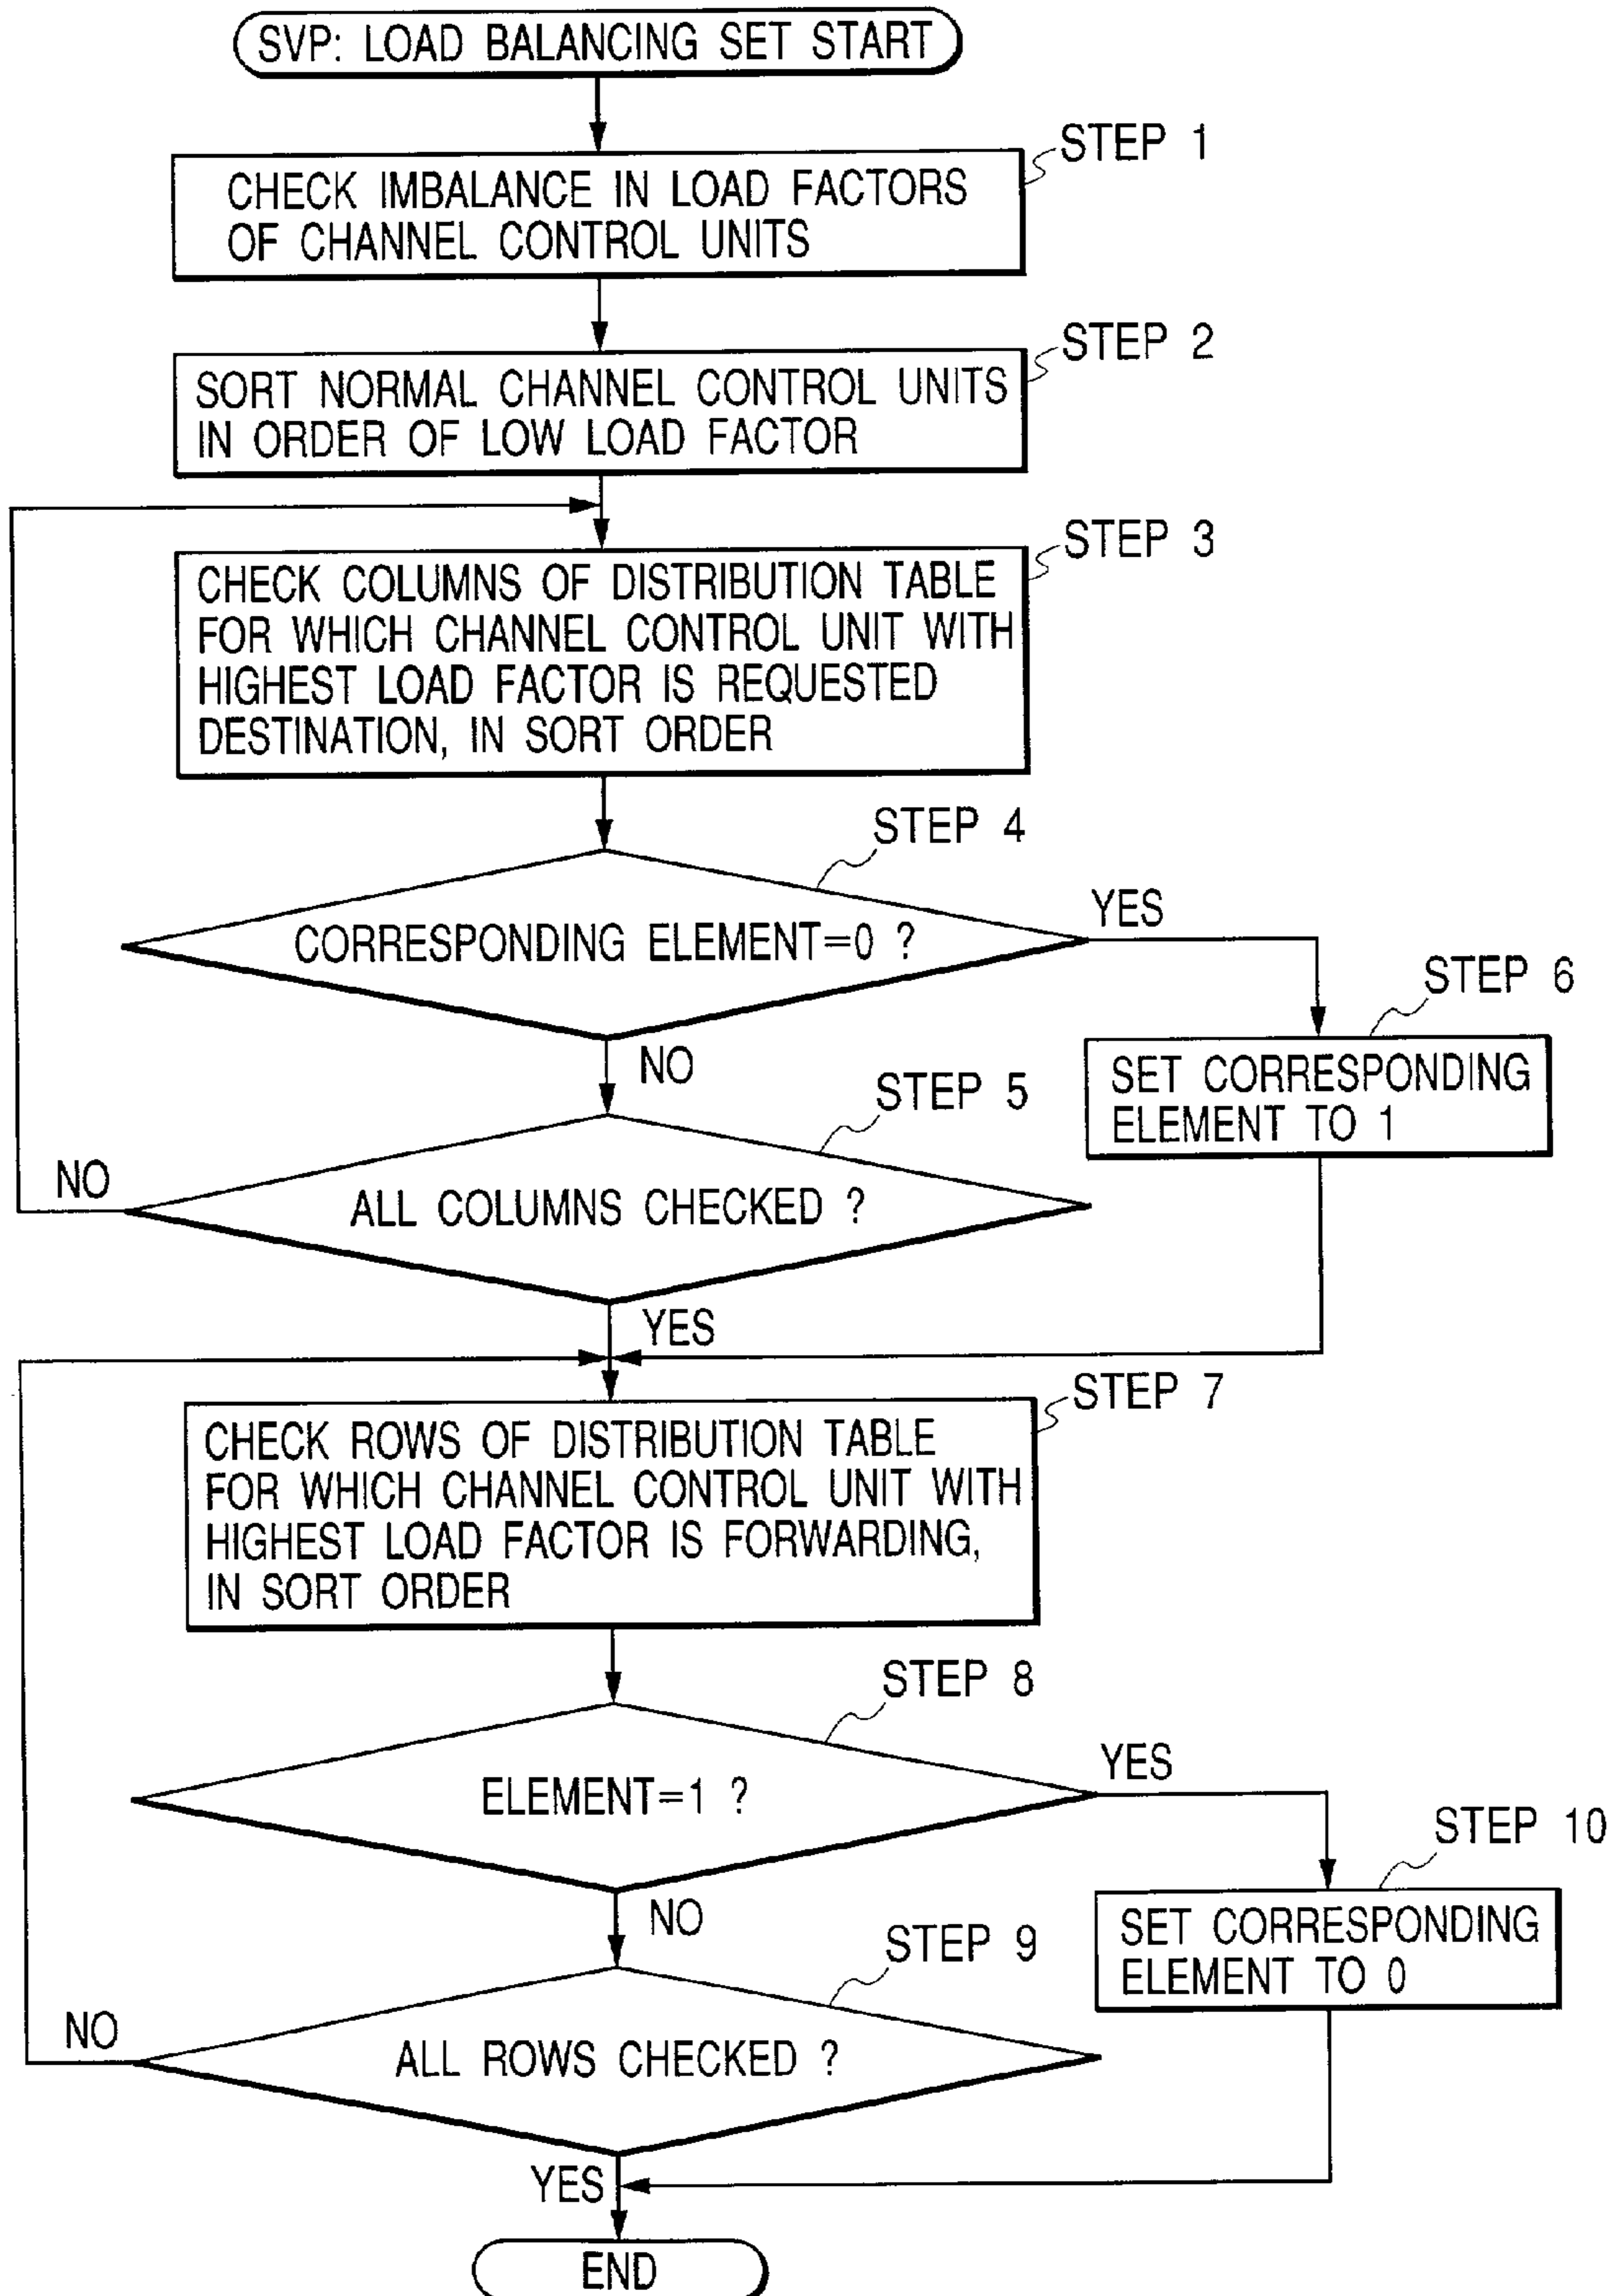 SVP: LOAD BALANCING SET START
STEP 1
CHECK IMBALANCE IN LOAD FACTORS
OF CHANNEL CONTROL UNITS
STEP 2
SORT NORMAL CHANNEL CONTROL UNITS
IN ORDER OF LOW LOAD FACTOR
STEP 3
CHECK COLUMNS OF DISTRIBUTION TABLE
FOR WHICH CHANNEL CONTROL UNIT WITH
HIGHEST LOAD FACTOR IS REQUESTED
DESTINATION, IN SORT ORDER
STEP 4
CORRESPONDING ELEMENT=0 ?
YES
STEP 6
SET CORRESPONDING
ELEMENT TO 1
NO
STEP 5
ALL COLUMNS CHECKED ?
NO
YES
STEP 7
CHECK ROWS OF DISTRIBUTION TABLE
FOR WHICH CHANNEL CONTROL UNIT WITH
HIGHEST LOAD FACTOR IS FORWARDING,
IN SORT ORDER
STEP 8
ELEMENT=1 ?
YES
STEP 10
SET CORRESPONDING
ELEMENT TO 0
NO
STEP 9
ALL ROWS CHECKED ?
NO
YES
END